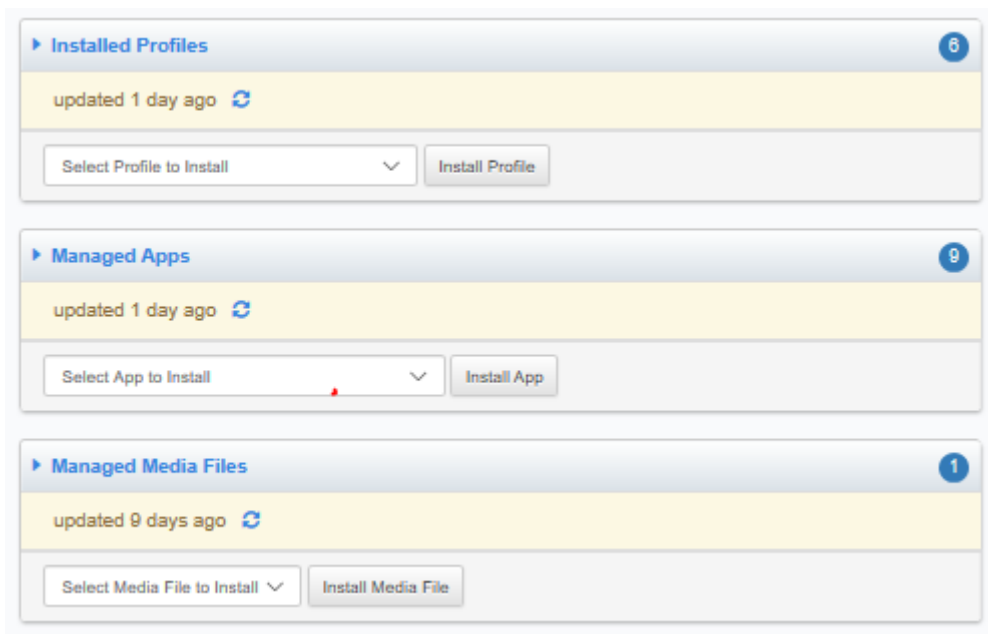 Installed Profiles 6
updated 1 day ago
Select Profile to Install Install Profile
Managed Apps 9
updated 1 day ago
Select App to Install Install App
Managed Media Files 1
updated 9 days ago
Select Media File to Install Install Media File